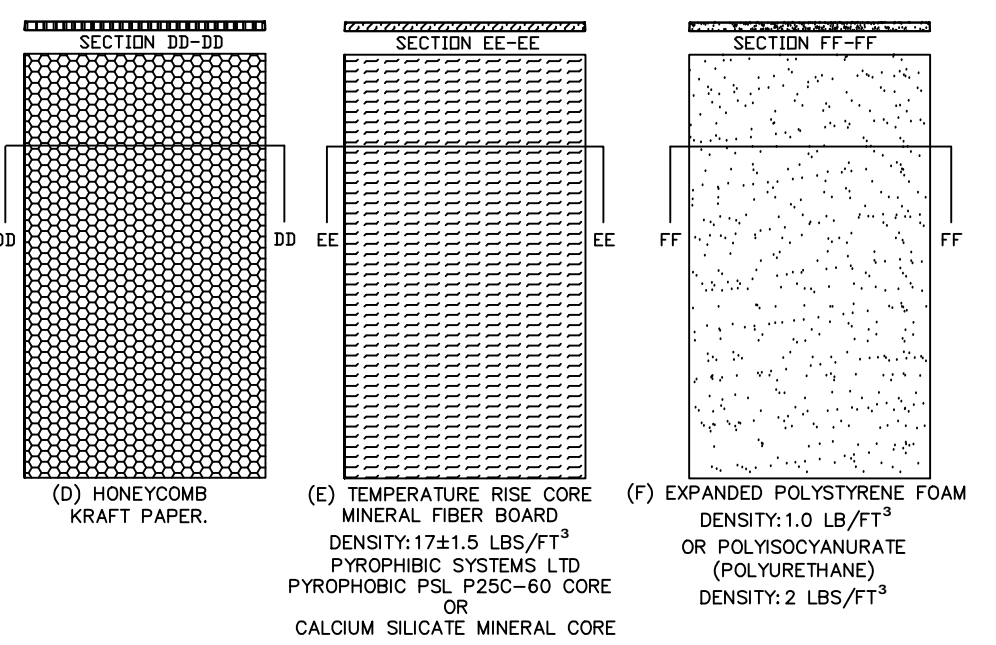 SECTION DD-DD
SECTION EE-EE
SECTION FF-FF
DD
DD
EE
EE
FF
FF
(D) HONEYCOMB
KRAFT PAPER.
(E) TEMPERATURE RISE CORE
MINERAL FIBER BOARD
DENSITY:17±1.5 LBS/FT³
PYROPHIBIC SYSTEMS LTD
PYROPHOBIC PSL P25C-60 CORE
OR
CALCIUM SILICATE MINERAL CORE
(F) EXPANDED POLYSTYRENE FOAM
DENSITY:1.0 LB/FT³
OR POLYISOCYANURATE
(POLYURETHANE)
DENSITY:2 LBS/FT³